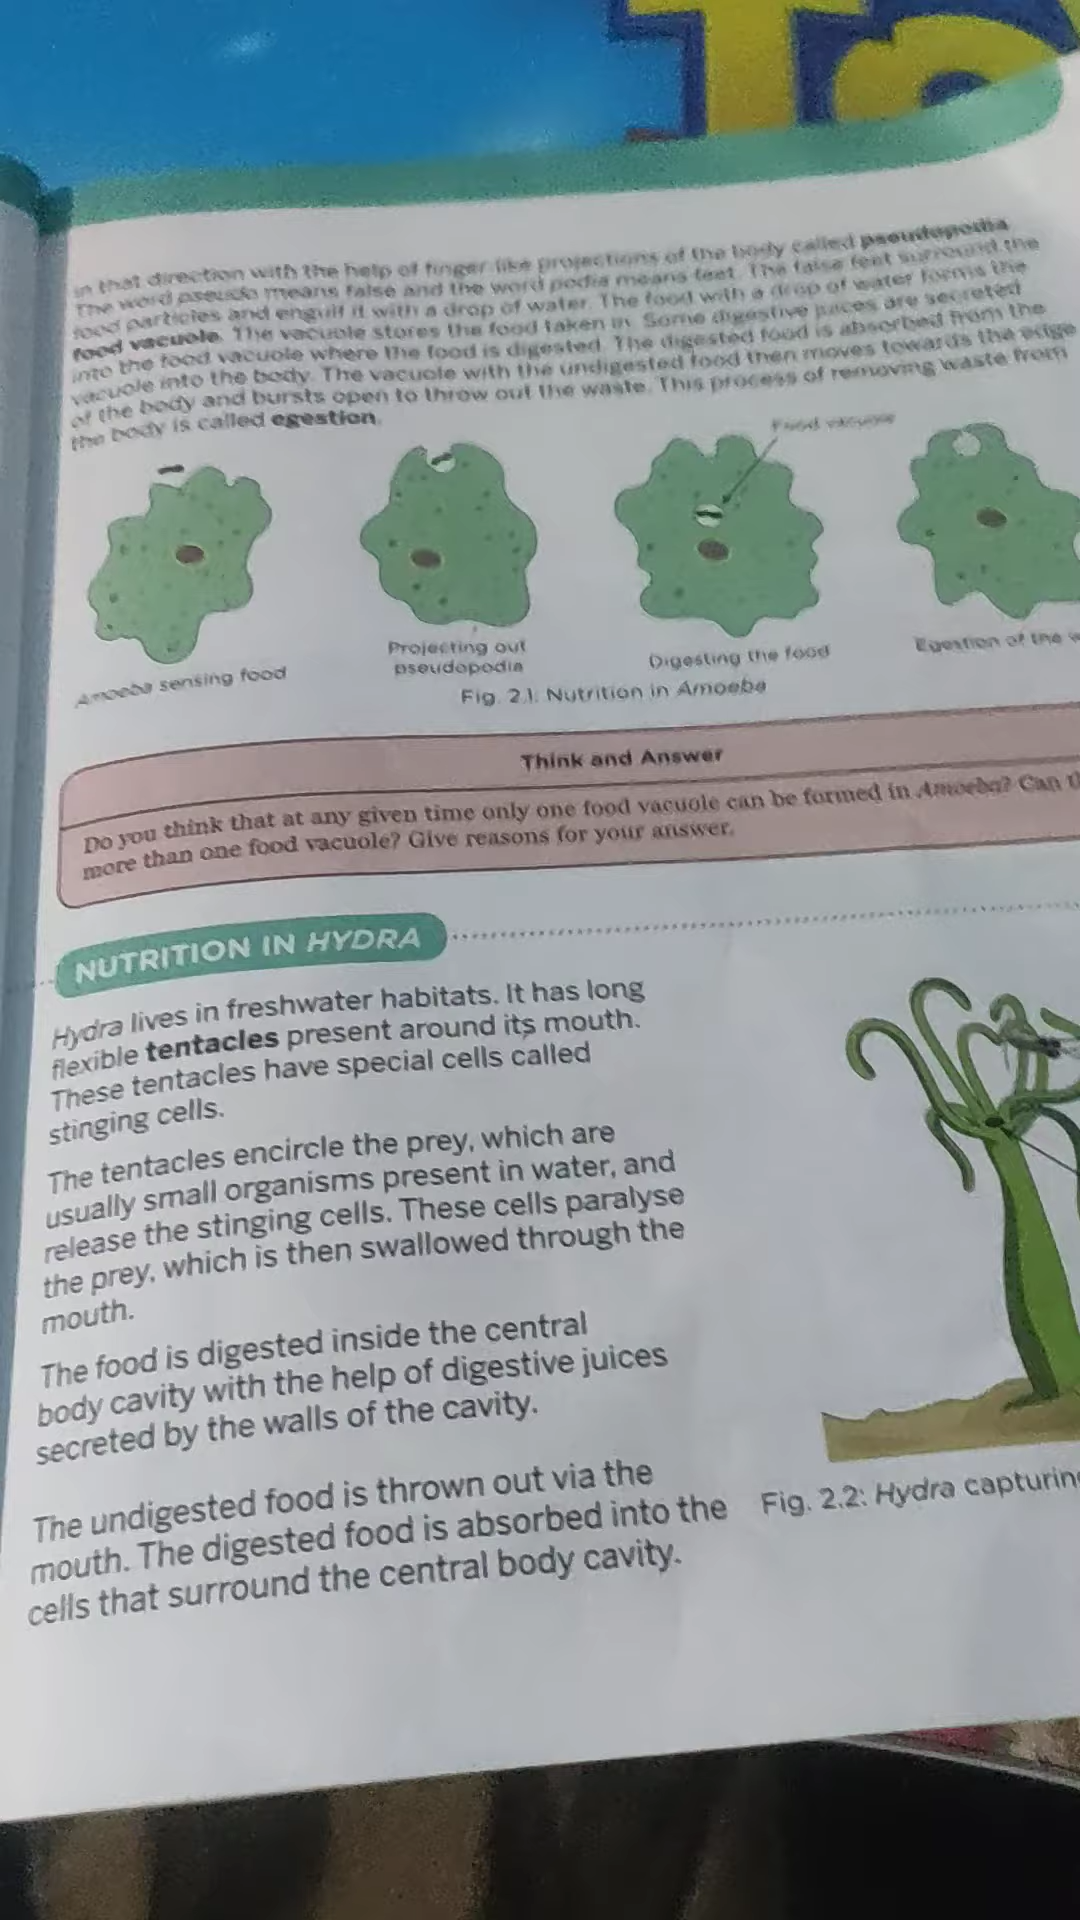 in that direction with the help of finger-like projections of the body called pseudopodia
The word pseudo means false and the word podia means feet. The false feet surround the
food particles and engulf it with a drop of water. The food with a drop of water forms the
food vacuole. The vacuole stores the food taken in. Some digestive juices are secreted
into the food vacuole where the food is digested. The digested food is absorbed from the
vacuole into the body. The vacuole with the undigested food then moves towards the edge
of the body and bursts open to throw out the waste. This process of removing waste from
the body is called egestion.
Food vacuole
Amoeba sensing food
Projecting out
pseudopodia
Digesting the food
Egestion of the
Fig. 2.1: Nutrition in Amoeba
Think and Answer
Do you think that at any given time only one food vacuole can be formed in Amoeba? Can
more than one food vacuole? Give reasons for your answer.
NUTRITION IN HYDRA
Hydra lives in freshwater habitats. It has long
flexible tentacles present around its mouth.
These tentacles have special cells called
stinging cells.
The tentacles encircle the prey, which are
usually small organisms present in water, and
release the stinging cells. These cells paralyse
the prey, which is then swallowed through the
mouth.
The food is digested inside the central
body cavity with the help of digestive juices
secreted by the walls of the cavity.
The undigested food is thrown out via the
mouth. The digested food is absorbed into the
cells that surround the central body cavity.
Fig. 2.2: Hydra capturing